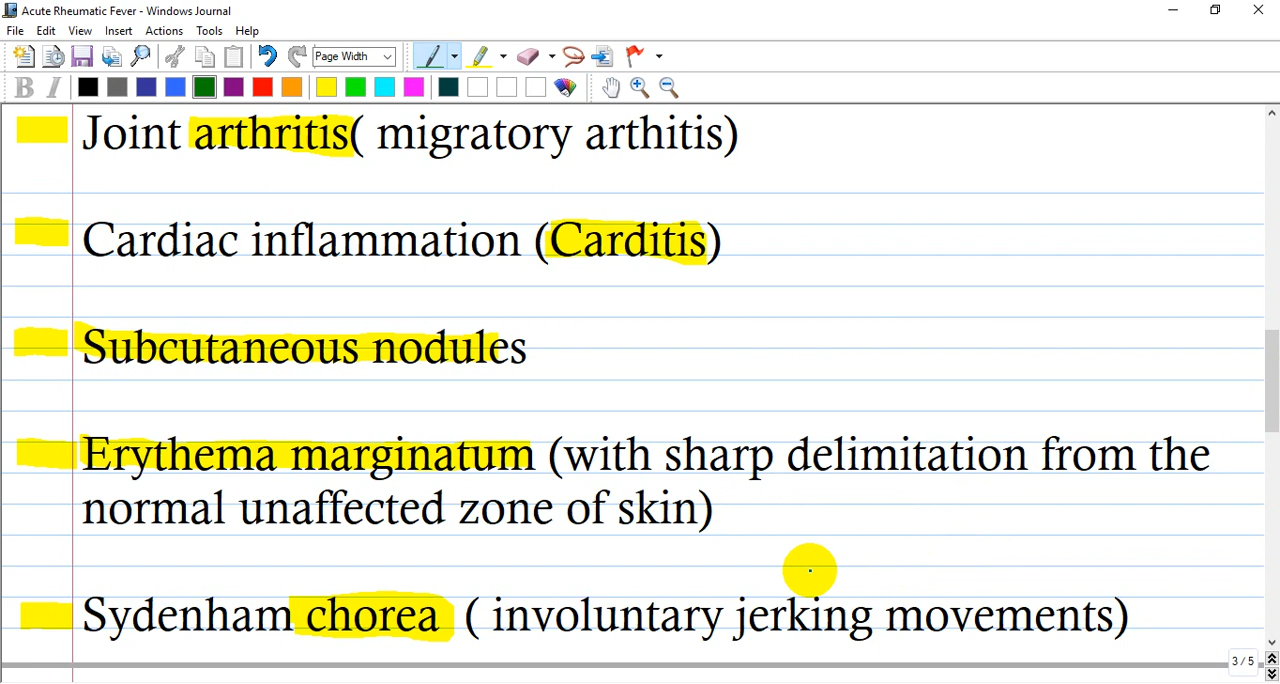 Acute Rheumatic Fever - Windows Journal
File Edit View Insert Actions Tools Help
Page Width
B I
Joint arthritis( migratory arthitis)
Cardiac inflammation (Carditis)
Subcutaneous nodules
Erythema marginatum (with sharp delimitation from the
normal unaffected zone of skin)
Sydenham chorea ( involuntary jerking movements)
3 / 5